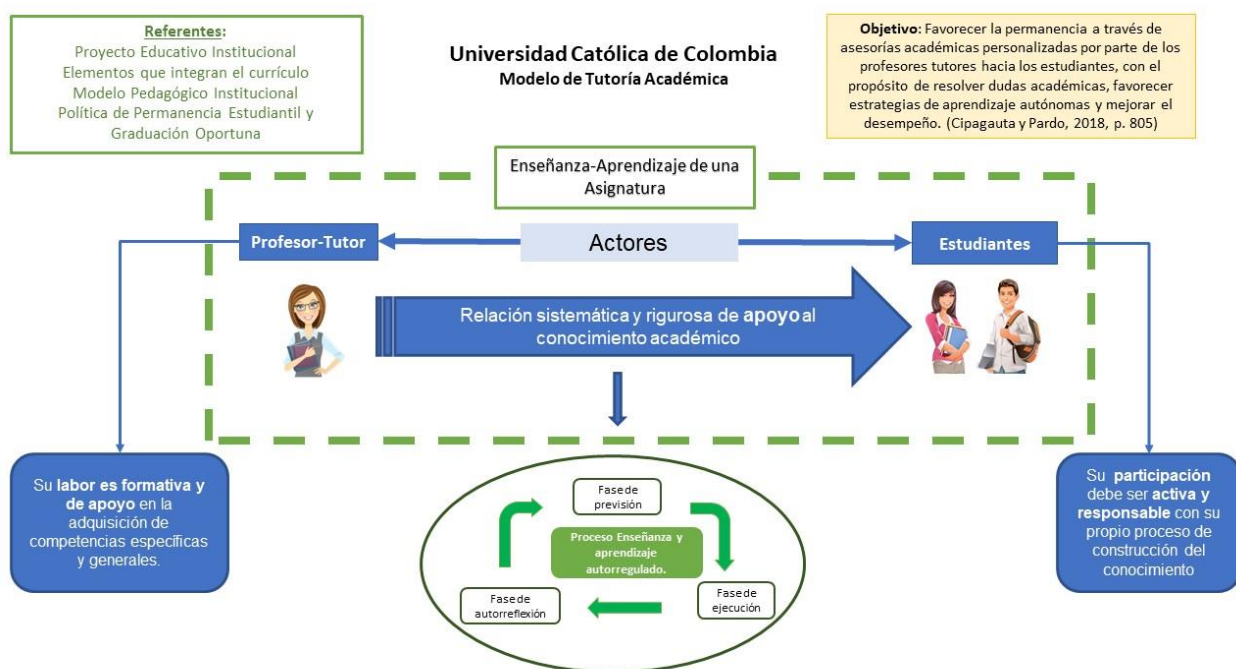 Referentes:
Proyecto Educativo Institucional
Elementos que integran el currículo
Modelo Pedagógico Institucional
Política de Permanencia Estudiantil y
Graduación Oportuna
Universidad Católica de Colombia
Modelo de Tutoría Académica
Objetivo: Favorecer la permanencia a través de
asesorías académicas personalizadas por parte de los
profesores tutores hacia los estudiantes, con el
propósito de resolver dudas académicas, favorecer
estrategias de aprendizaje autónomas y mejorar el
desempeño. (Cipagauta y Pardo, 2018, p. 805)
Enseñanza-Aprendizaje de una
Asignatura
Profesor-Tutor
Actores
Estudiantes
Relación sistemática y rigurosa de apoyo al
conocimiento académico
Su labor es formativa y
de apoyo en la
adquisición de
competencias específicas
y generales.
Fase de
previsión
Proceso Enseñanza y
aprendizaje
autorregulado.
Fase de
autorreflexión
Fase de
ejecución
Su participación
debe ser activa y
responsable con su
propio proceso de
construcción del
conocimiento